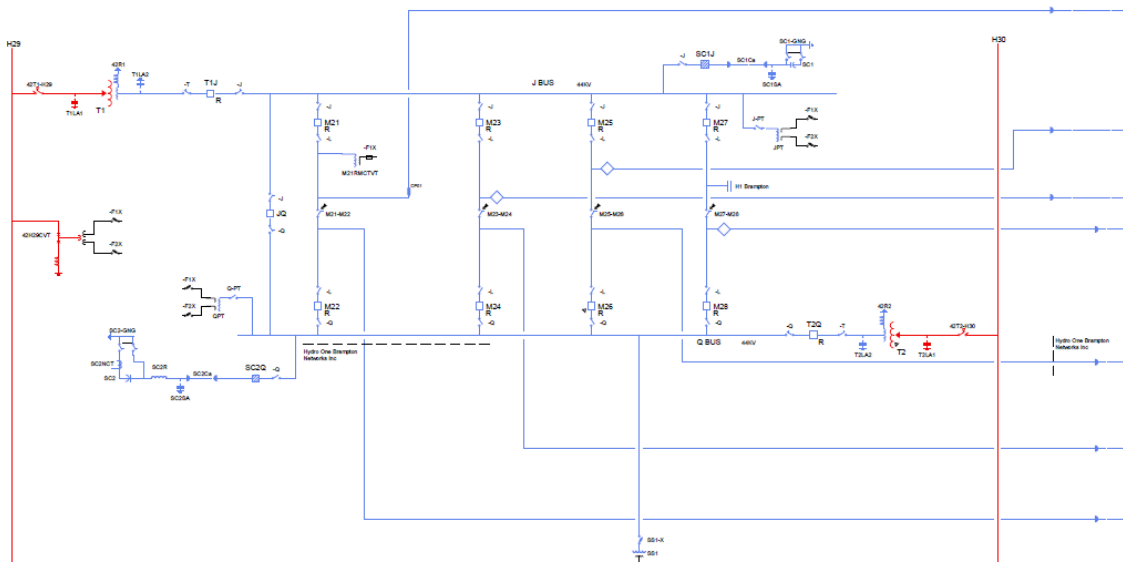 H29
42T1-H29
T1LA1
T1
42R1
T1LA2
-T
T1J
R
-J
J BUS
44KV
-J
SC1J
SC1Ca
SC1SA
SC1-GNG
SC1
H30
-J
M21
R
-L
-J
M23
R
-L
-J
M25
R
-L
-J
M27
R
-L
J-PT
JPT
-F1X
-F2X
-F1X
M21RMCTVT
H1 Brampton
-J
JQ
-Q
M21-M22
M23-M24
M25-M26
M27-M28
-F1X
-F2X
-F1X
-F2X
Q-PT
QPT
-L
M22
R
-Q
-L
M24
R
-Q
-L
M26
R
-Q
-L
M28
R
-Q
Hydro One Brampton
Networks Inc
SC2-GNG
SC2NCT
SC2
SC2R
SC2Ca
SC2SA
SC2Q
-Q
44KV
Q BUS
-Q
T2Q
R
-T
T2LA2
42R2
T2
T2LA1
42T2-H30
Hydro One Brampton
Networks Inc
SS1-X
SS1